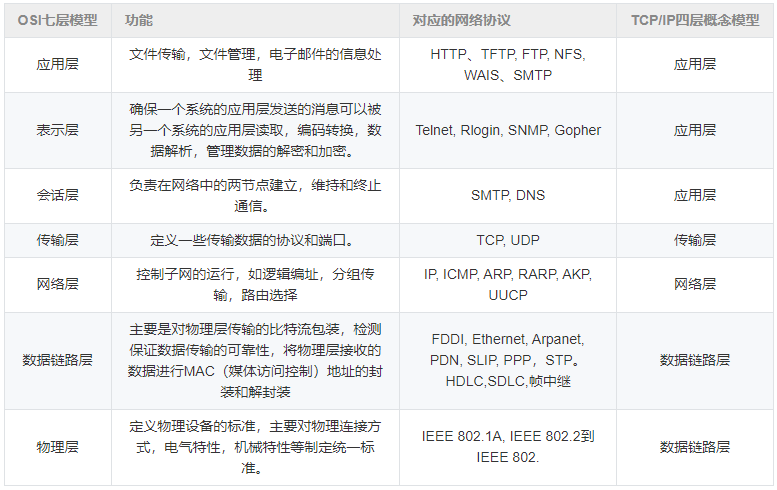 OSI七层模型 功能 对应的网络协议 TCP/IP四层概念模型
应用层
文件传输，文件管理，电子邮件的信息处
理
HTTP、TFTP, FTP, NFS,
WAIS、SMTP
应用层
表示层
确保一个系统的应用层发送的消息可以被
另一个系统的应用层读取，编码转换，数
据解析，管理数据的解密和加密。
Telnet, Rlogin, SNMP, Gopher
应用层
会话层
负责在网络中的两节点建立，维持和终止
通信。
SMTP, DNS
应用层
传输层
定义一些传输数据的协议和端口。
TCP, UDP
传输层
网络层
控制子网的运行，如逻辑编址，分组传
输，路由选择
IP, ICMP, ARP, RARP, AKP,
UUCP
网络层
数据链路层
主要是对物理层传输的比特流包装，检测
保证数据传输的可靠性，将物理层接收的
数据进行MAC（媒体访问控制）地址的封
装和解封装
FDDI, Ethernet, Arpanet,
PDN, SLIP, PPP，STP。
HDLC,SDLC,帧中继
数据链路层
物理层
定义物理设备的标准，主要对物理连接方
式，电气特性，机械特性等制定统一标
准。
IEEE 802.1A, IEEE 802.2到
IEEE 802.
数据链路层